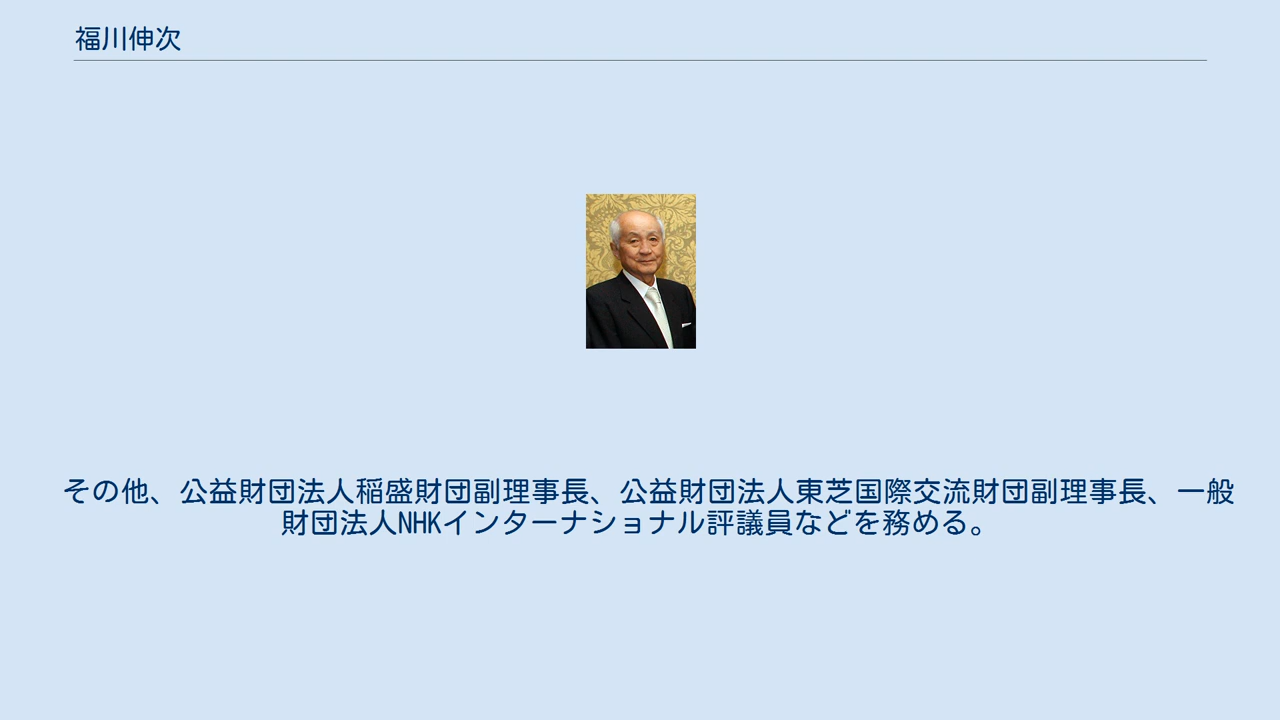 福川伸次
その他、公益財団法人稲盛財団副理事長、公益財団法人東芝国際交流財団副理事長、一般
財団法人NHKインターナショナル評議員などを務める。